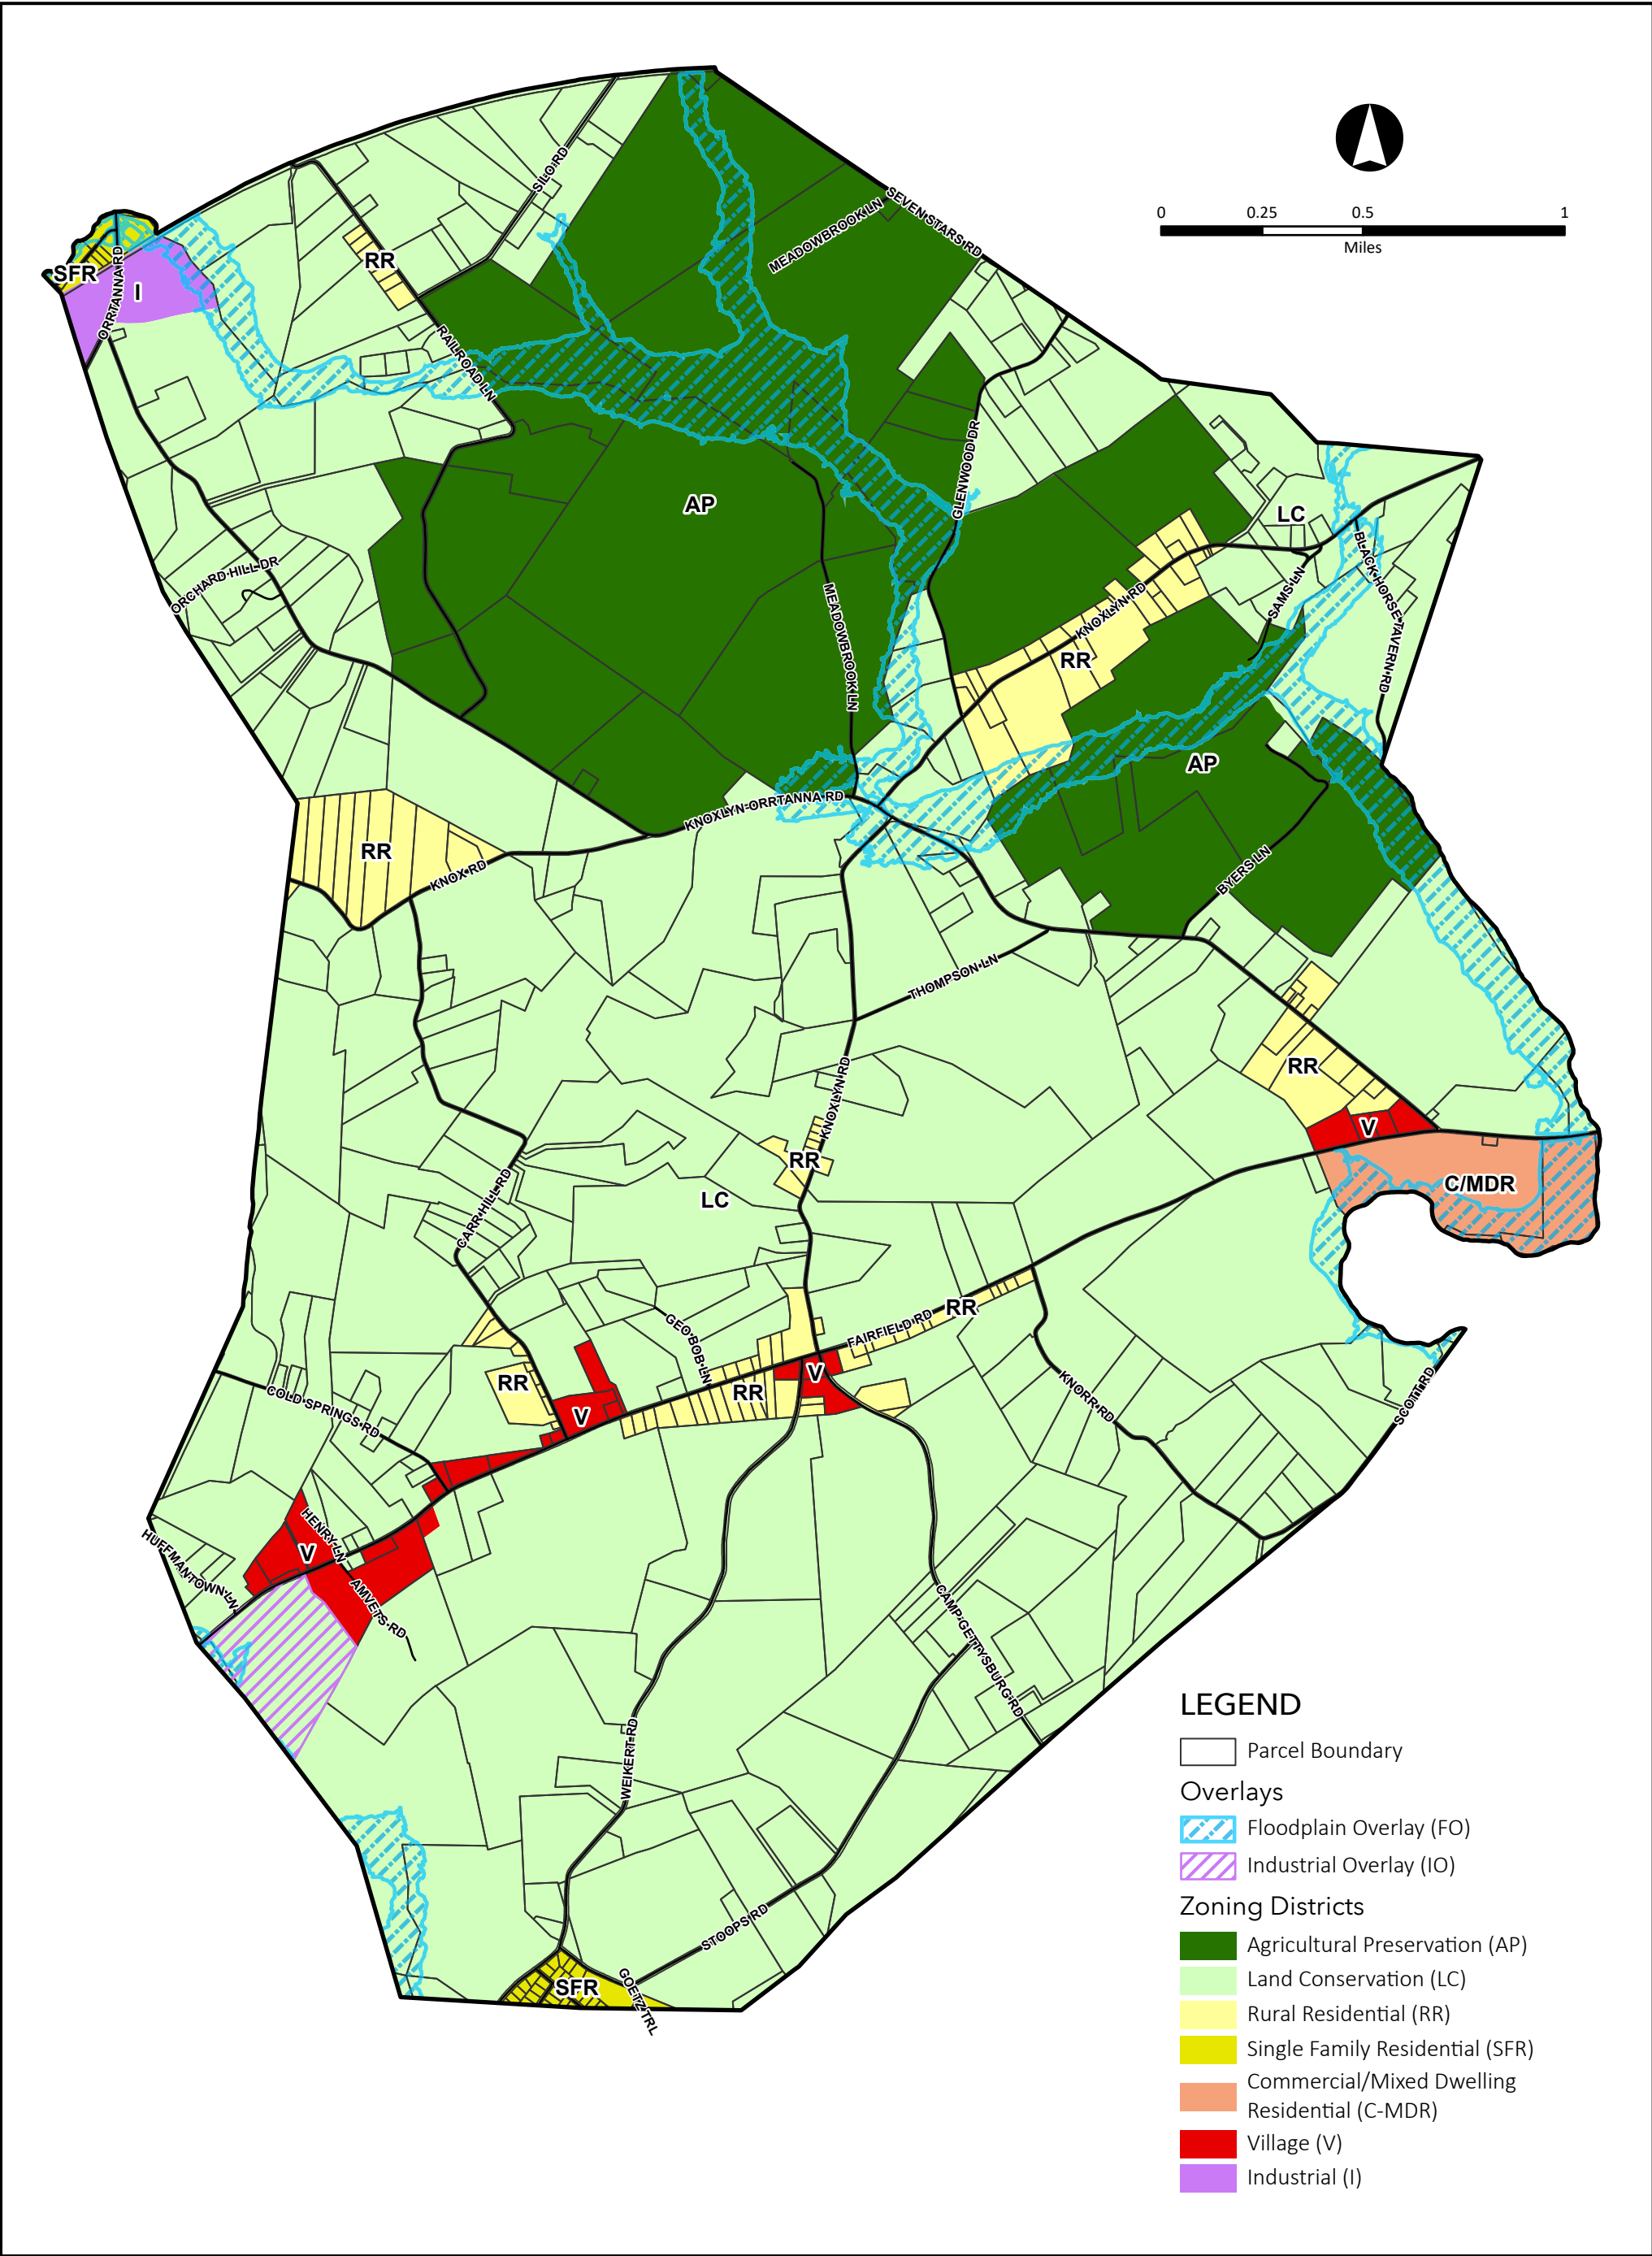 0 0.25 0.5 1
Miles
SILO RD
SEVEN STARS RD
MEADOWBROOK LN
RR
SFR
I
ORRTANNA RD
RAILROAD LN
AP
GLENWOOD DR
LC
BLACK HORSE TAVERN RD
ORCHARD HILL DR
SAMS LN
KNOXLYN RD
MEADOWBROOK LN
RR
AP
KNOXLYN-ORRTANNA RD
RR
KNOX RD
BYERS LN
THOMPSON LN
RR
KNOXLYN RD
V
RR
C/MDR
LC
CARR HILL RD
RR
FAIRFIELD RD
GEO BOB LN
RR
RR
V
V
COLD SPRINGS RD
KNORR RD
SCOTT RD
HENRY LN
V
HUFFMANTOWN LN
AMVETS RD
CAMP GETTYSBURG RD
WEIKERT RD
STOOPS RD
SFR
GOETZ TRL
LEGEND
Parcel Boundary
Overlays
Floodplain Overlay (FO)
Industrial Overlay (IO)
Zoning Districts
Agricultural Preservation (AP)
Land Conservation (LC)
Rural Residential (RR)
Single Family Residential (SFR)
Commercial/Mixed Dwelling
Residential (C-MDR)
Village (V)
Industrial (I)